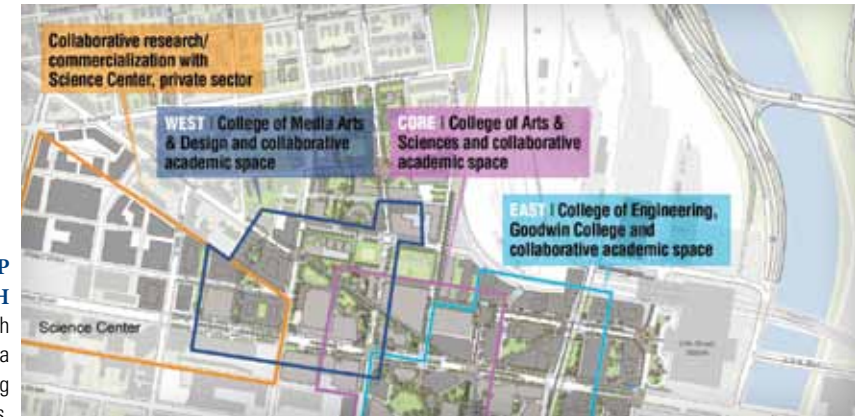 Collaborative research/
commercialization with
Science Center, private sector
WEST | College of Media Arts
& Design and collaborative
academic space
CORE | College of Arts &
Sciences and collaborative
academic space
EAST | College of Engineering,
Goodwin College and
collaborative academic space
P
H
h
a
g
s.
Science Center